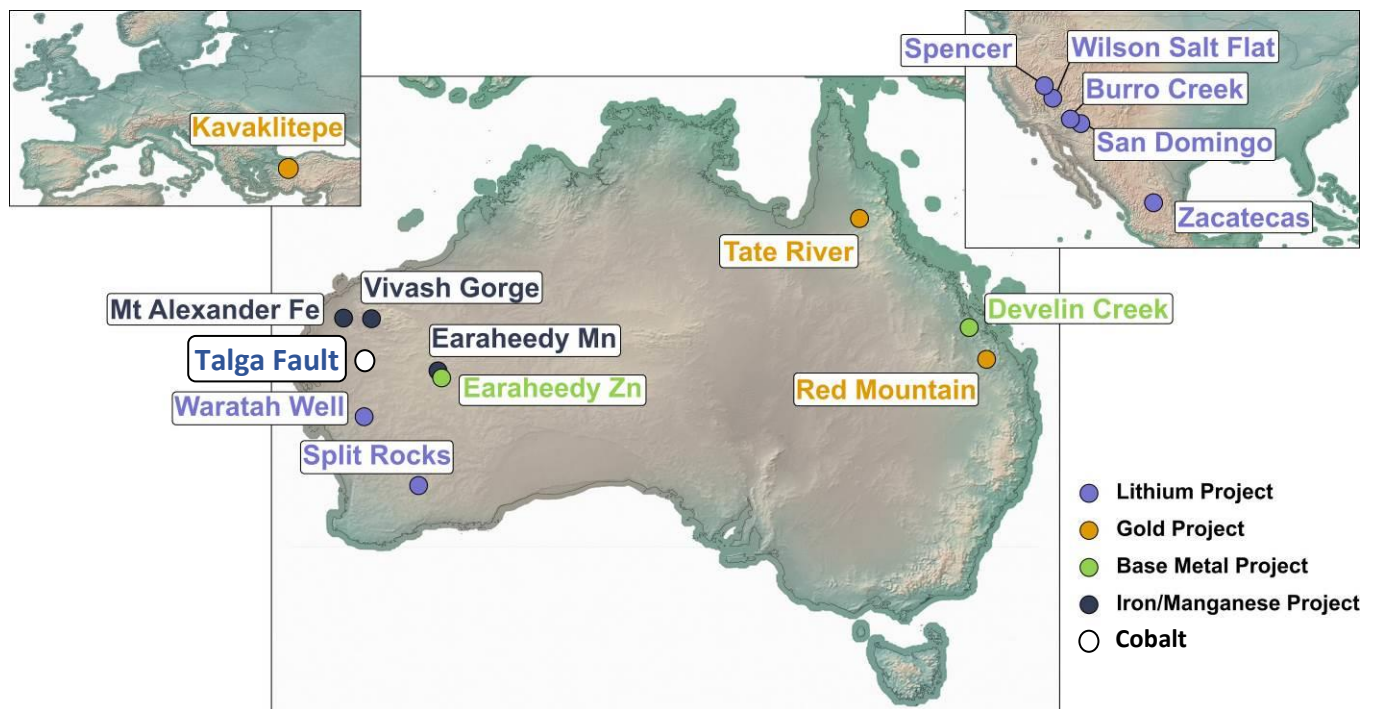 Kavaklitepe
Spencer
Wilson Salt Flat
Burro Creek
San Domingo
Zacatecas
Tate River
Vivash Gorge
Mt Alexander Fe
Develin Creek
Earaheedy Mn
Talga Fault
Earaheedy Zn
Red Mountain
Waratah Well
Split Rocks
Lithium Project
Gold Project
Base Metal Project
Iron/Manganese Project
Cobalt